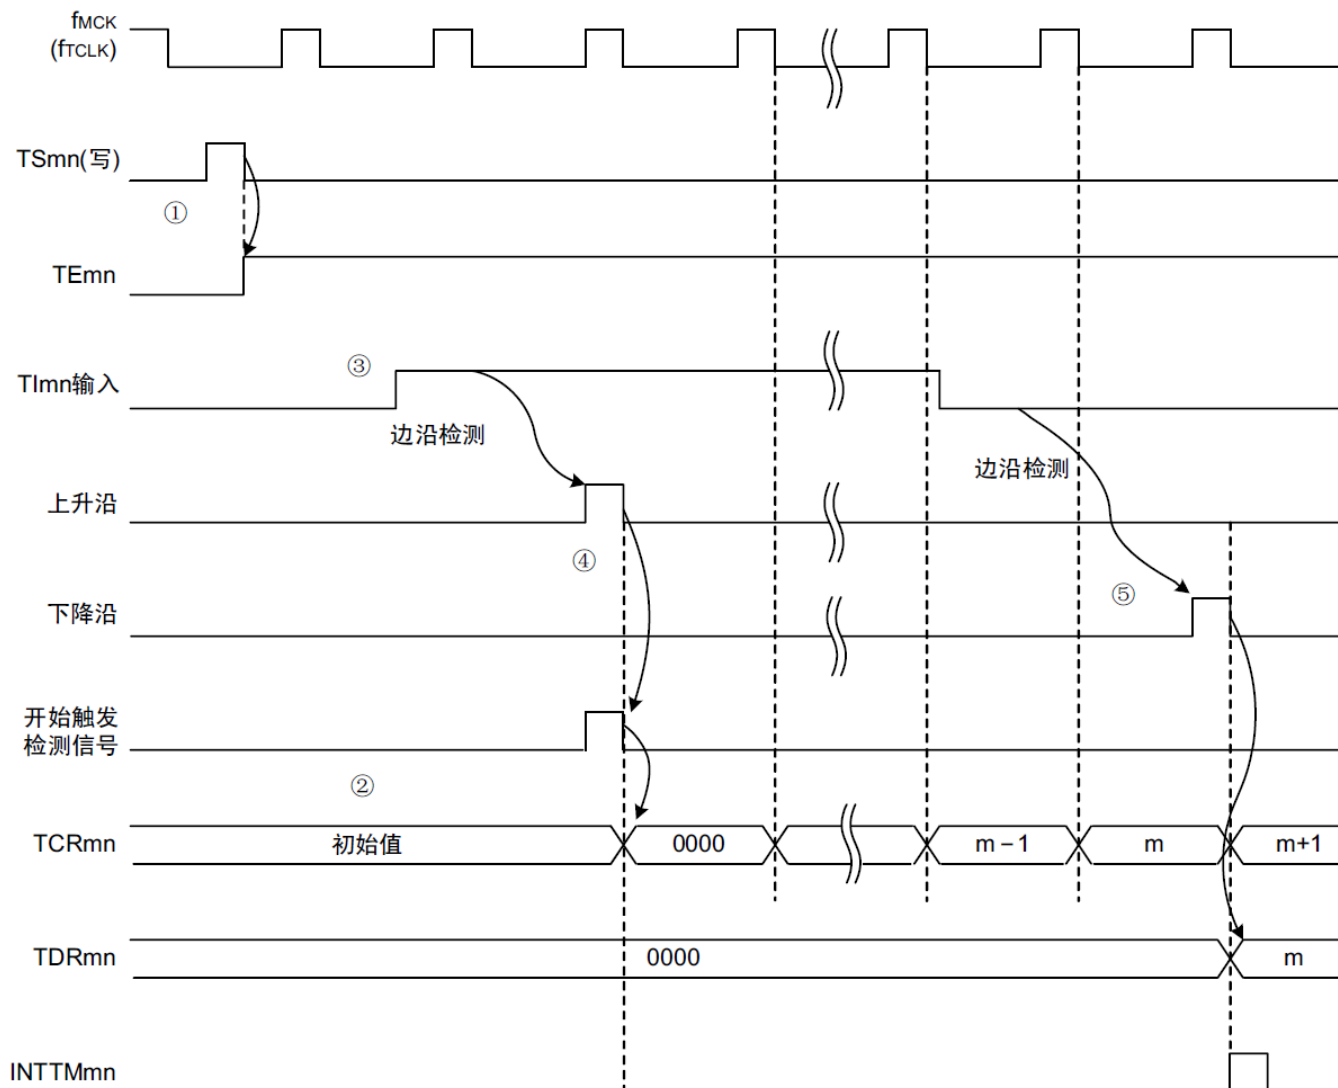 fMCK
(fTCLK)
TSmn(写)
①
TEmn
③
TImn输入
边沿检测
边沿检测
上升沿
④
⑤
下降沿
开始触发
检测信号
②
TCRmn
初始值
0000
m−1
m
m+1
TDRmn
0000
m
INTTMmn